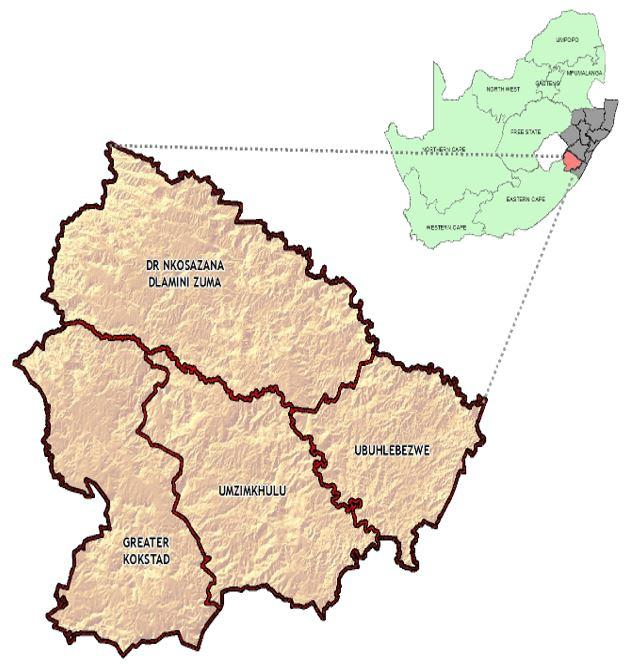 LIMPOPO
MPUMALANGA
GAUTENG
NORTH WEST
FREE STATE
NORTHERN CAPE
EASTERN CAPE
WESTERN CAPE
DR NKOSAZANA
DLAMINI ZUMA
UBUHLEBEZWE
UMZIMKHULU
GREATER
KOKSTAD